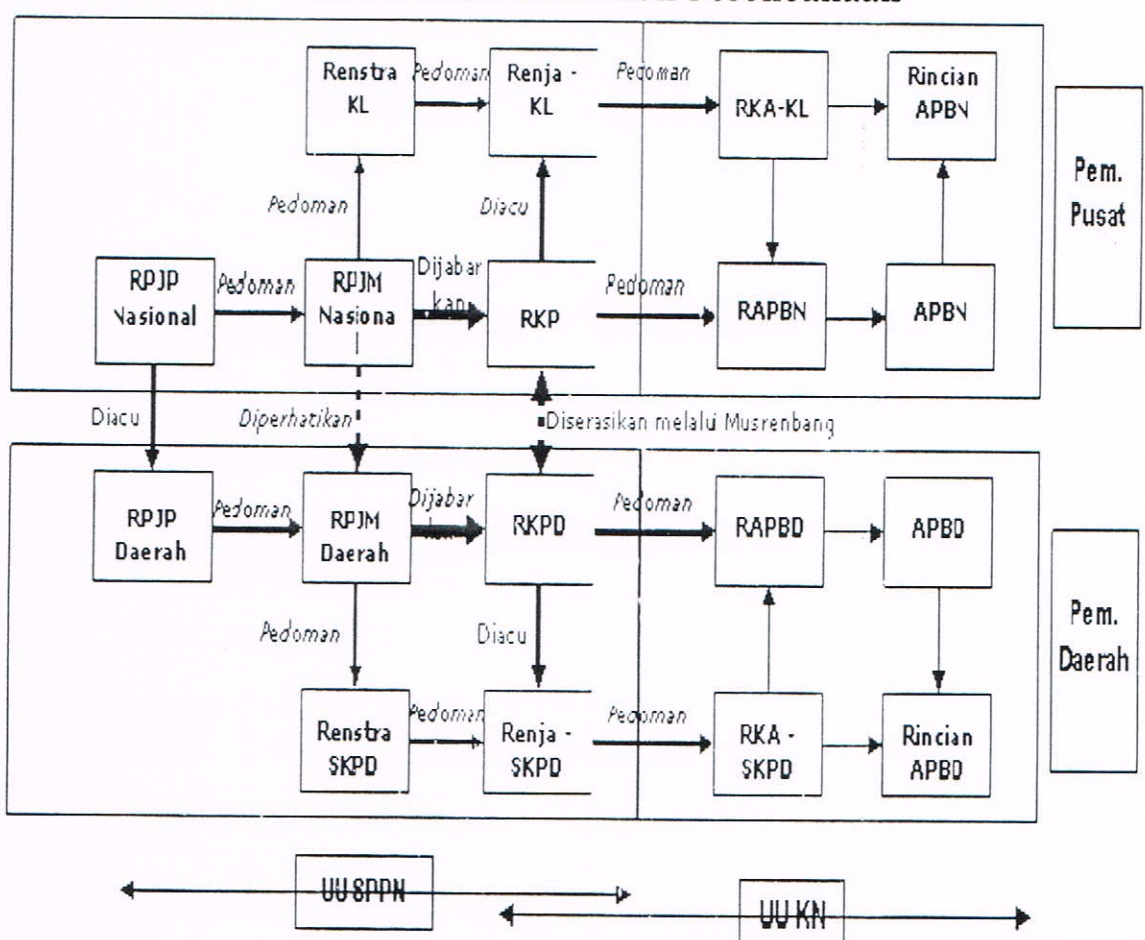 Renstra
KL
Pedoman
Renja -
KL
Pedoman
RKA-KL
Rincian
APBN
Pem.
Pusat
Pedoman
Diacu
RPJP
Nasional
Pedoman
RPJM
Nasiona
Dijabar
kan
RKP
Pedoman
RAPBN
APBN
Diacu
Diperhatikan
Diserasikan melalui Musrenbang
RPJP
Daerah
Pedoman
RPJM
Daerah
Dijabar
RKPD
Pedoman
RAPBD
APBD
Pedoman
Diacu
Pem.
Daerah
Renstra
SKPD
Pedoman
Renja -
SKPD
Pedoman
RKA -
SKPD
Rincian
APBD
UU SPPN
UU KN